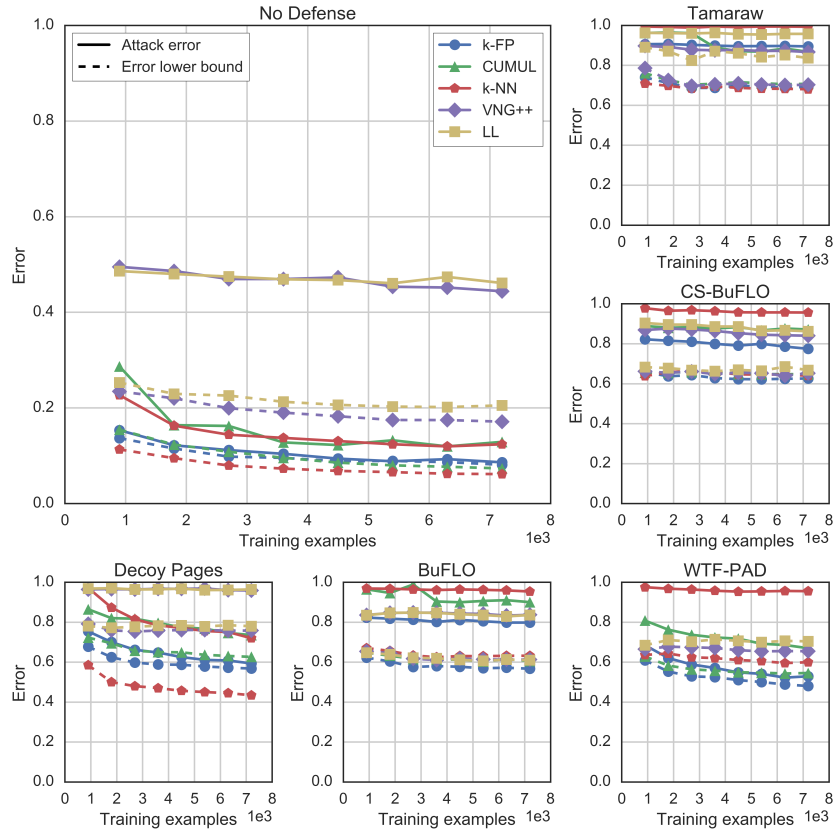 No Defense
1.0
0.8
0.6
0.4
0.2
0.0
Error
Attack error
Error lower bound
k-FP
CUMUL
k-NN
VNG++
LL
0 1 2 3 4 5 6 7 8
Training examples 1e3
Tamaraw
1.0
0.8
0.6
0.4
0.2
0.0
Error
0 1 2 3 4 5 6 7 8
Training examples 1e3
CS-BuFLO
1.0
0.8
0.6
0.4
0.2
0.0
Error
0 1 2 3 4 5 6 7 8
Training examples 1e3
Decoy Pages
1.0
0.8
0.6
0.4
0.2
0.0
Error
0 1 2 3 4 5 6 7 8
Training examples 1e3
BuFLO
1.0
0.8
0.6
0.4
0.2
0.0
Error
0 1 2 3 4 5 6 7 8
Training examples 1e3
WTF-PAD
1.0
0.8
0.6
0.4
0.2
0.0
Error
0 1 2 3 4 5 6 7 8
Training examples 1e3